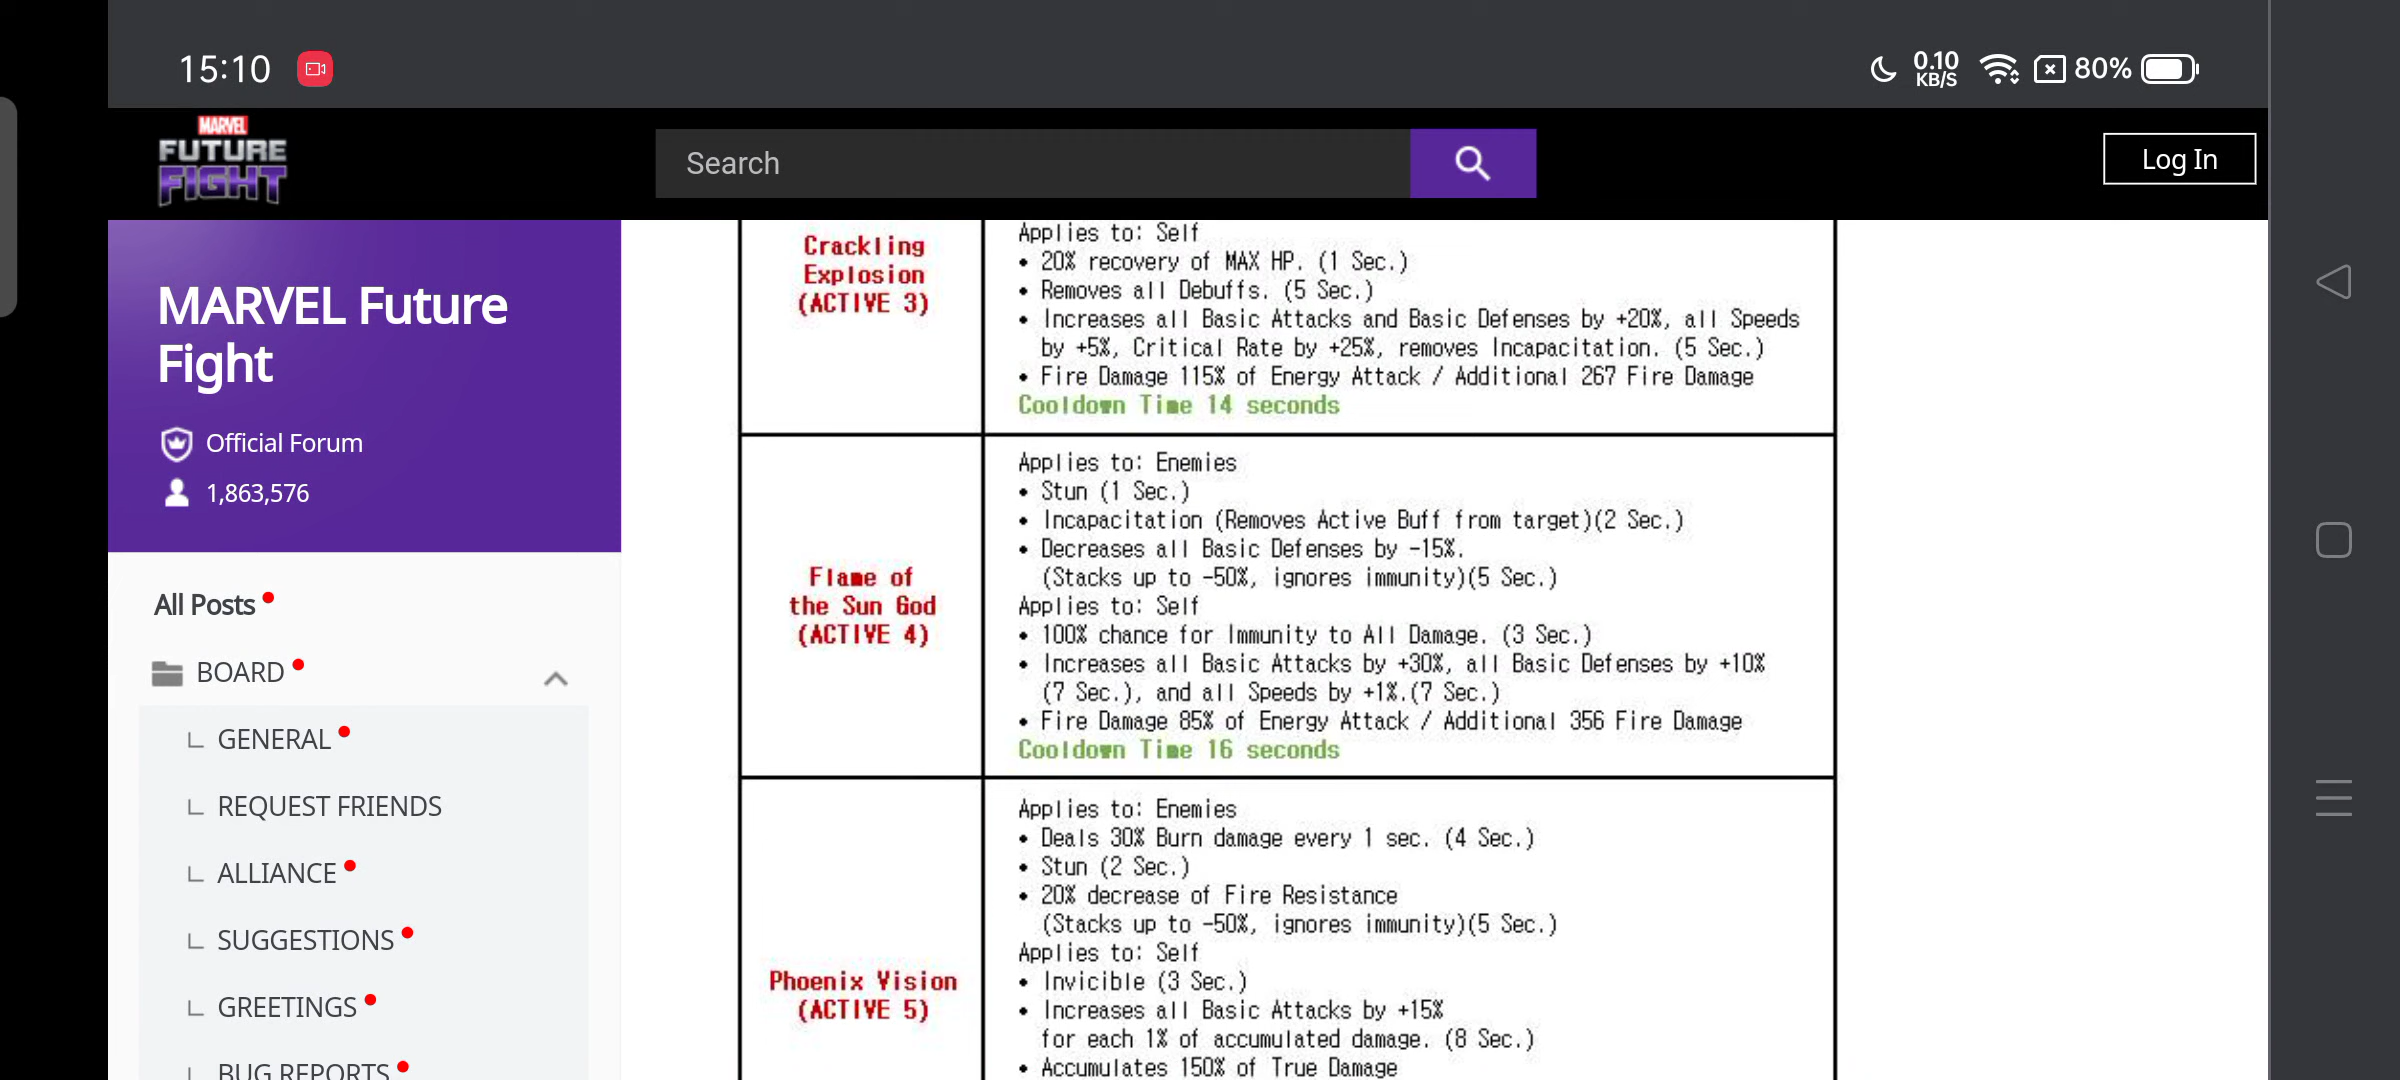 15:10
0.10
KB/S
80%
MARVEL
FUTURE
FIGHT
Search
Log In
MARVEL Future
Fight
Official Forum
1,863,576
All Posts
BOARD
GENERAL
REQUEST FRIENDS
ALLIANCE
SUGGESTIONS
GREETINGS
BUG REPORTS
Crackling
Explosion
(ACTIVE 3)
Applies to: Self
• 20% recovery of MAX HP. (1 Sec.)
• Removes all Debuffs. (5 Sec.)
• Increases all Basic Attacks and Basic Defenses by +20%, all Speeds
by +5%, Critical Rate by +25%, removes Incapacitation. (5 Sec.)
• Fire Damage 115% of Energy Attack / Additional 267 Fire Damage
Cooldown Time 14 seconds
Flame of
the Sun God
(ACTIVE 4)
Applies to: Enemies
• Stun (1 Sec.)
• Incapacitation (Removes Active Buff from target)(2 Sec.)
• Decreases all Basic Defenses by -15%.
(Stacks up to -50%, ignores immunity)(5 Sec.)
Applies to: Self
• 100% chance for Immunity to All Damage. (3 Sec.)
• Increases all Basic Attacks by +30%, all Basic Defenses by +10%
(7 Sec.), and all Speeds by +1%.(7 Sec.)
• Fire Damage 85% of Energy Attack / Additional 356 Fire Damage
Cooldown Time 16 seconds
Phoenix Vision
(ACTIVE 5)
Applies to: Enemies
• Deals 30% Burn damage every 1 sec. (4 Sec.)
• Stun (2 Sec.)
• 20% decrease of Fire Resistance
(Stacks up to -50%, ignores immunity)(5 Sec.)
Applies to: Self
• Invicible (3 Sec.)
• Increases all Basic Attacks by +15%
for each 1% of accumulated damage. (8 Sec.)
• Accumulates 150% of True Damage